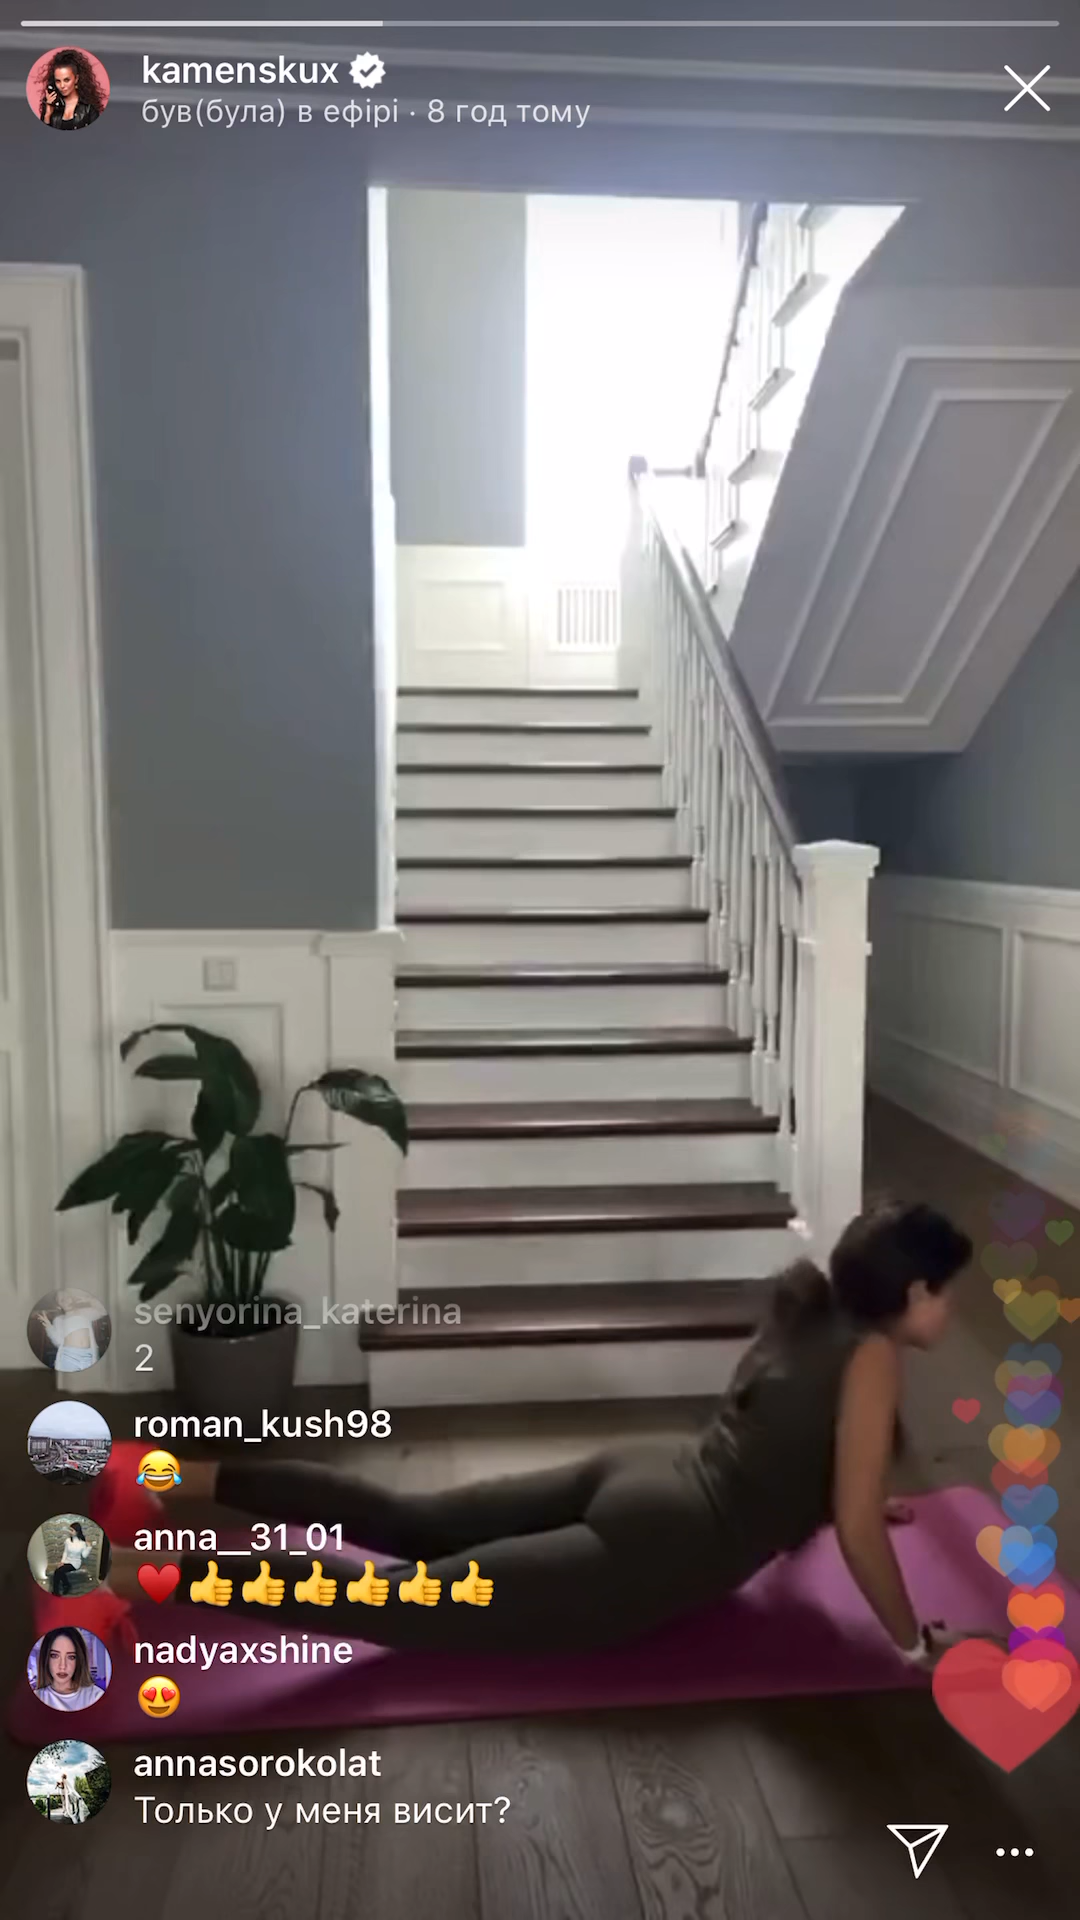 kamenskux
був(була) в ефірі · 8 год тому
senyorina_katerina
2
roman_kush98
😂
anna__31_01
❤️👍👍👍👍👍👍
nadyaxshine
😍
annasorokolat
Только у меня висит?